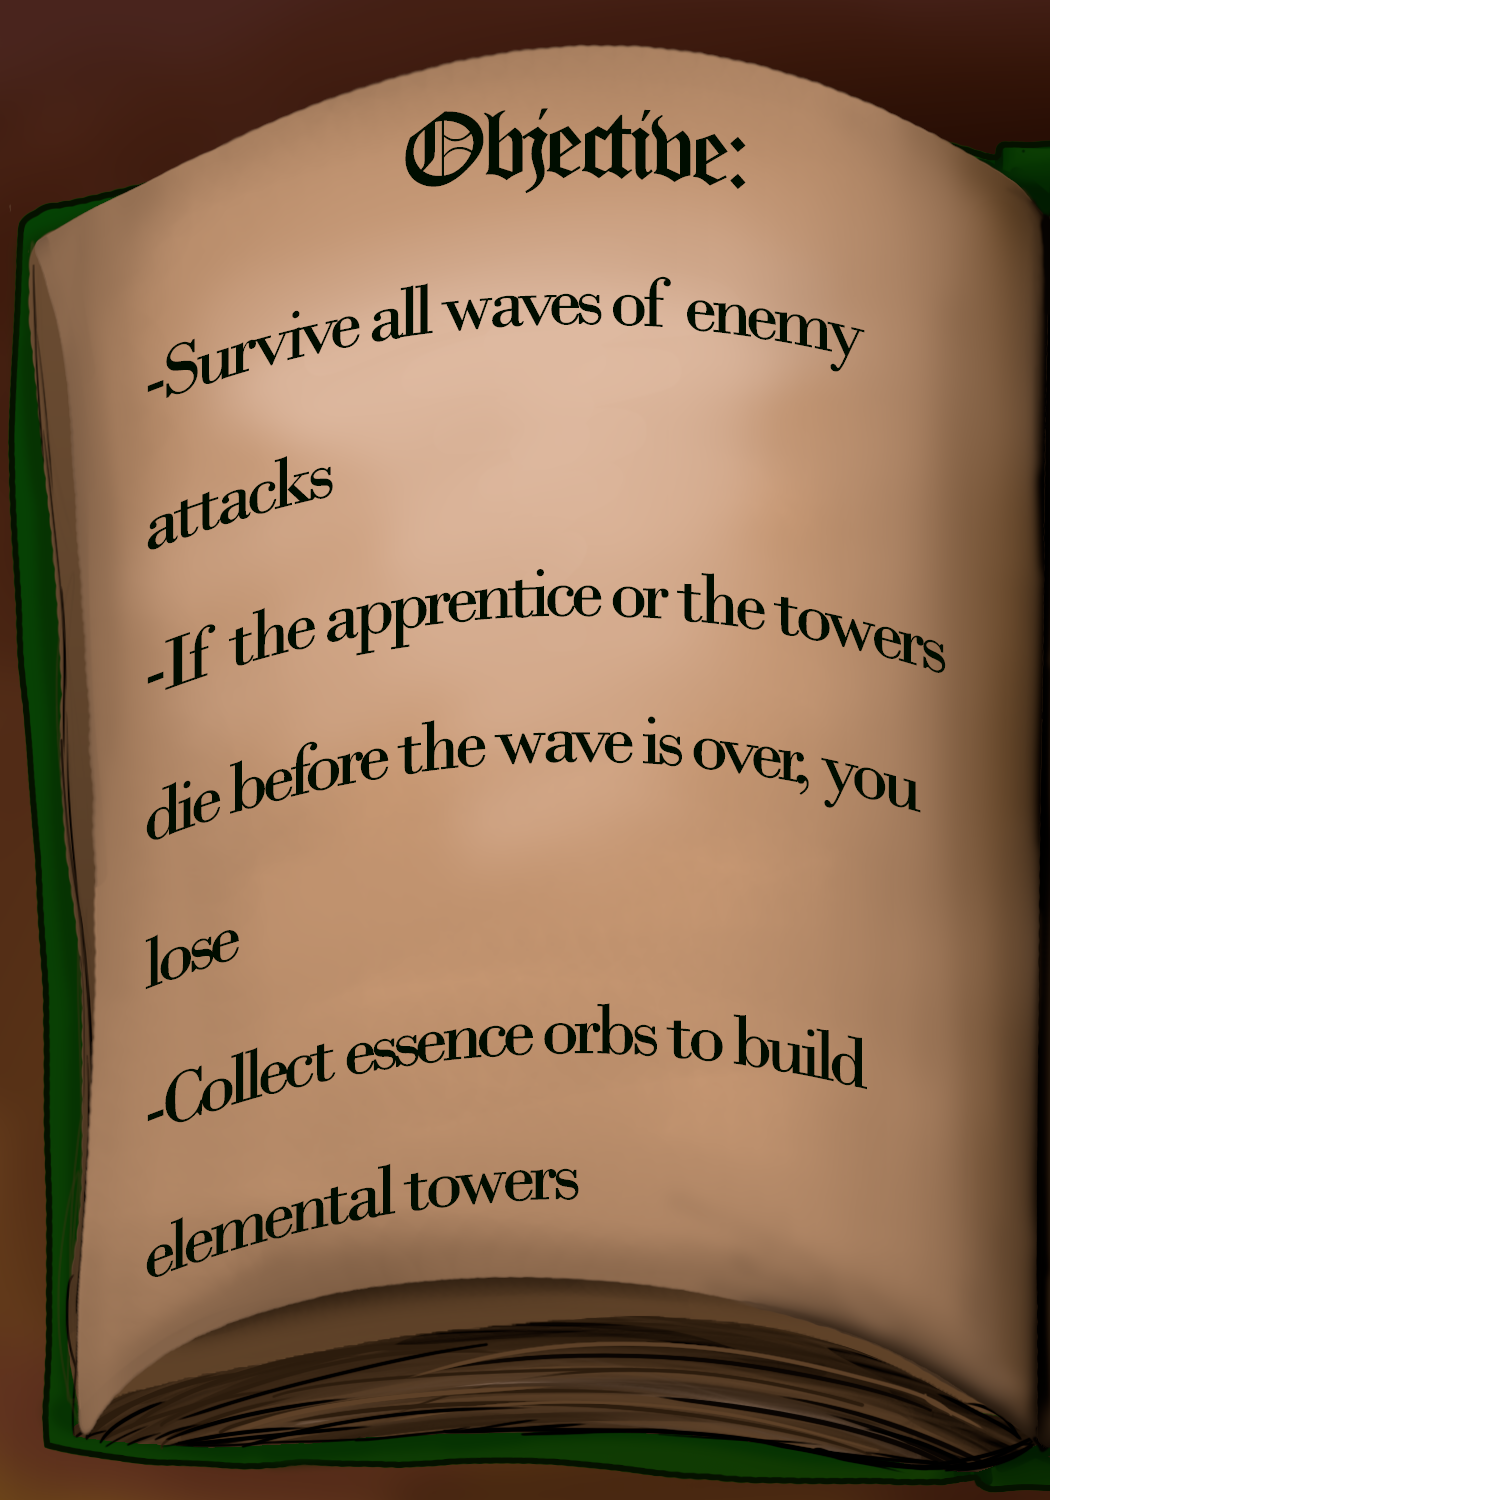 Objective:
-Survive all waves of enemy
attacks
-If the apprentice or the towers
die before the wave is over, you
lose
-Collect essence orbs to build
elemental towers